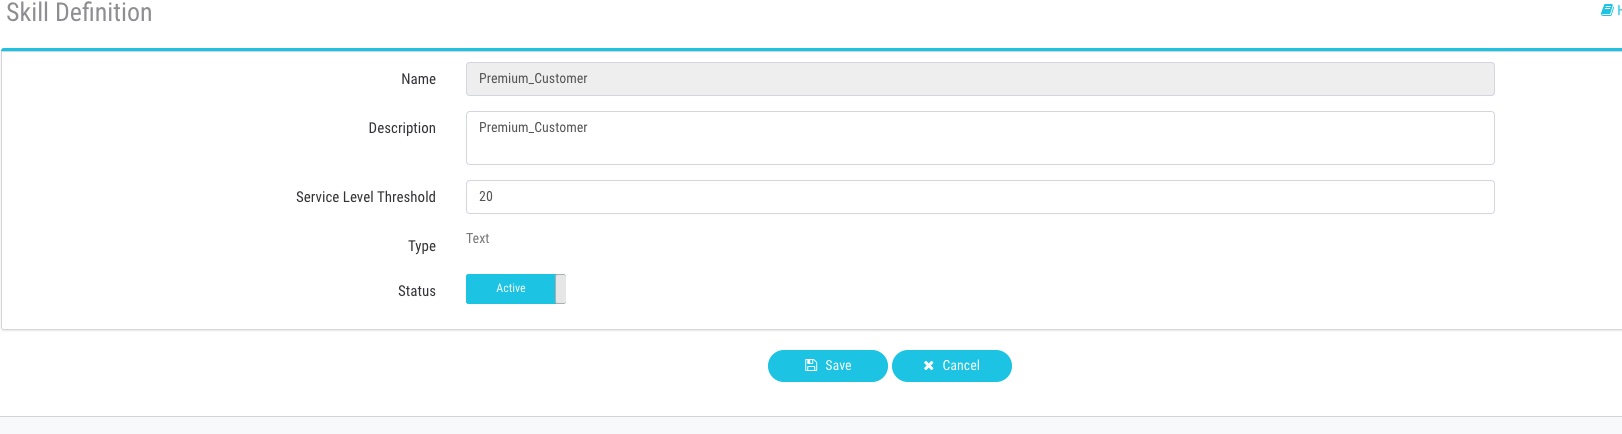 Skill Definition
Name
Premium_Customer
Description
Premium_Customer
Service Level Threshold
20
Type
Text
Status
Active
Save
Cancel